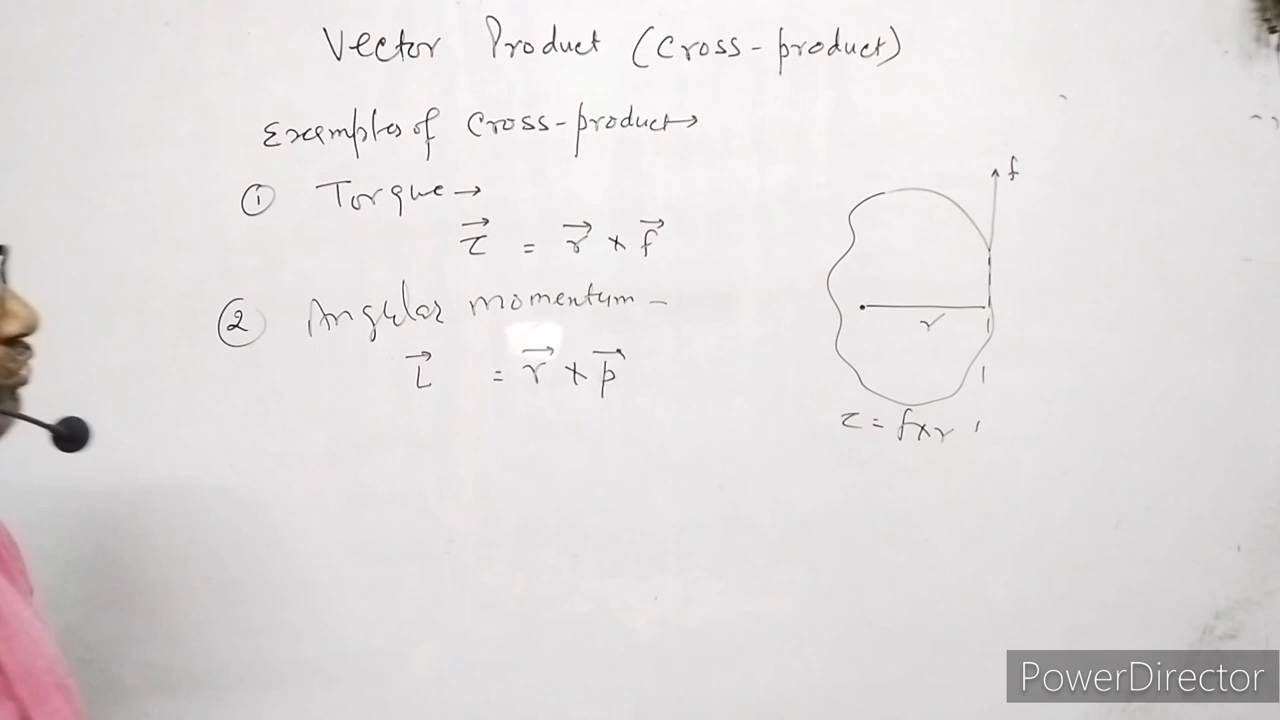 Vector Product (Cross-product)
Examples of Cross-product→
① Torque→
τ⃗ = r⃗ × f⃗
② Angular momentum –
L⃗ = r⃗ × p⃗
f
r
τ = f×r
PowerDirector